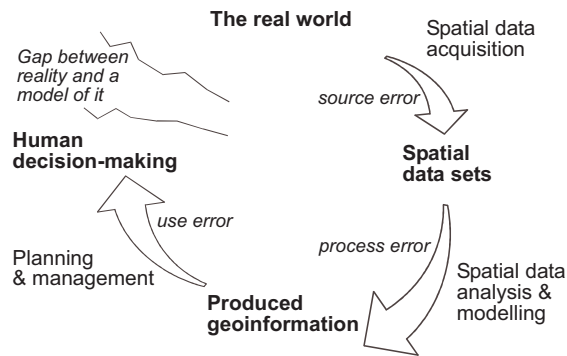 The real world
Spatial data
acquisition
Gap between
reality and a
model of it
source error
Human
decision-making
Spatial
data sets
use error
process error
Planning
& management
Spatial data
analysis &
modelling
Produced
geoinformation